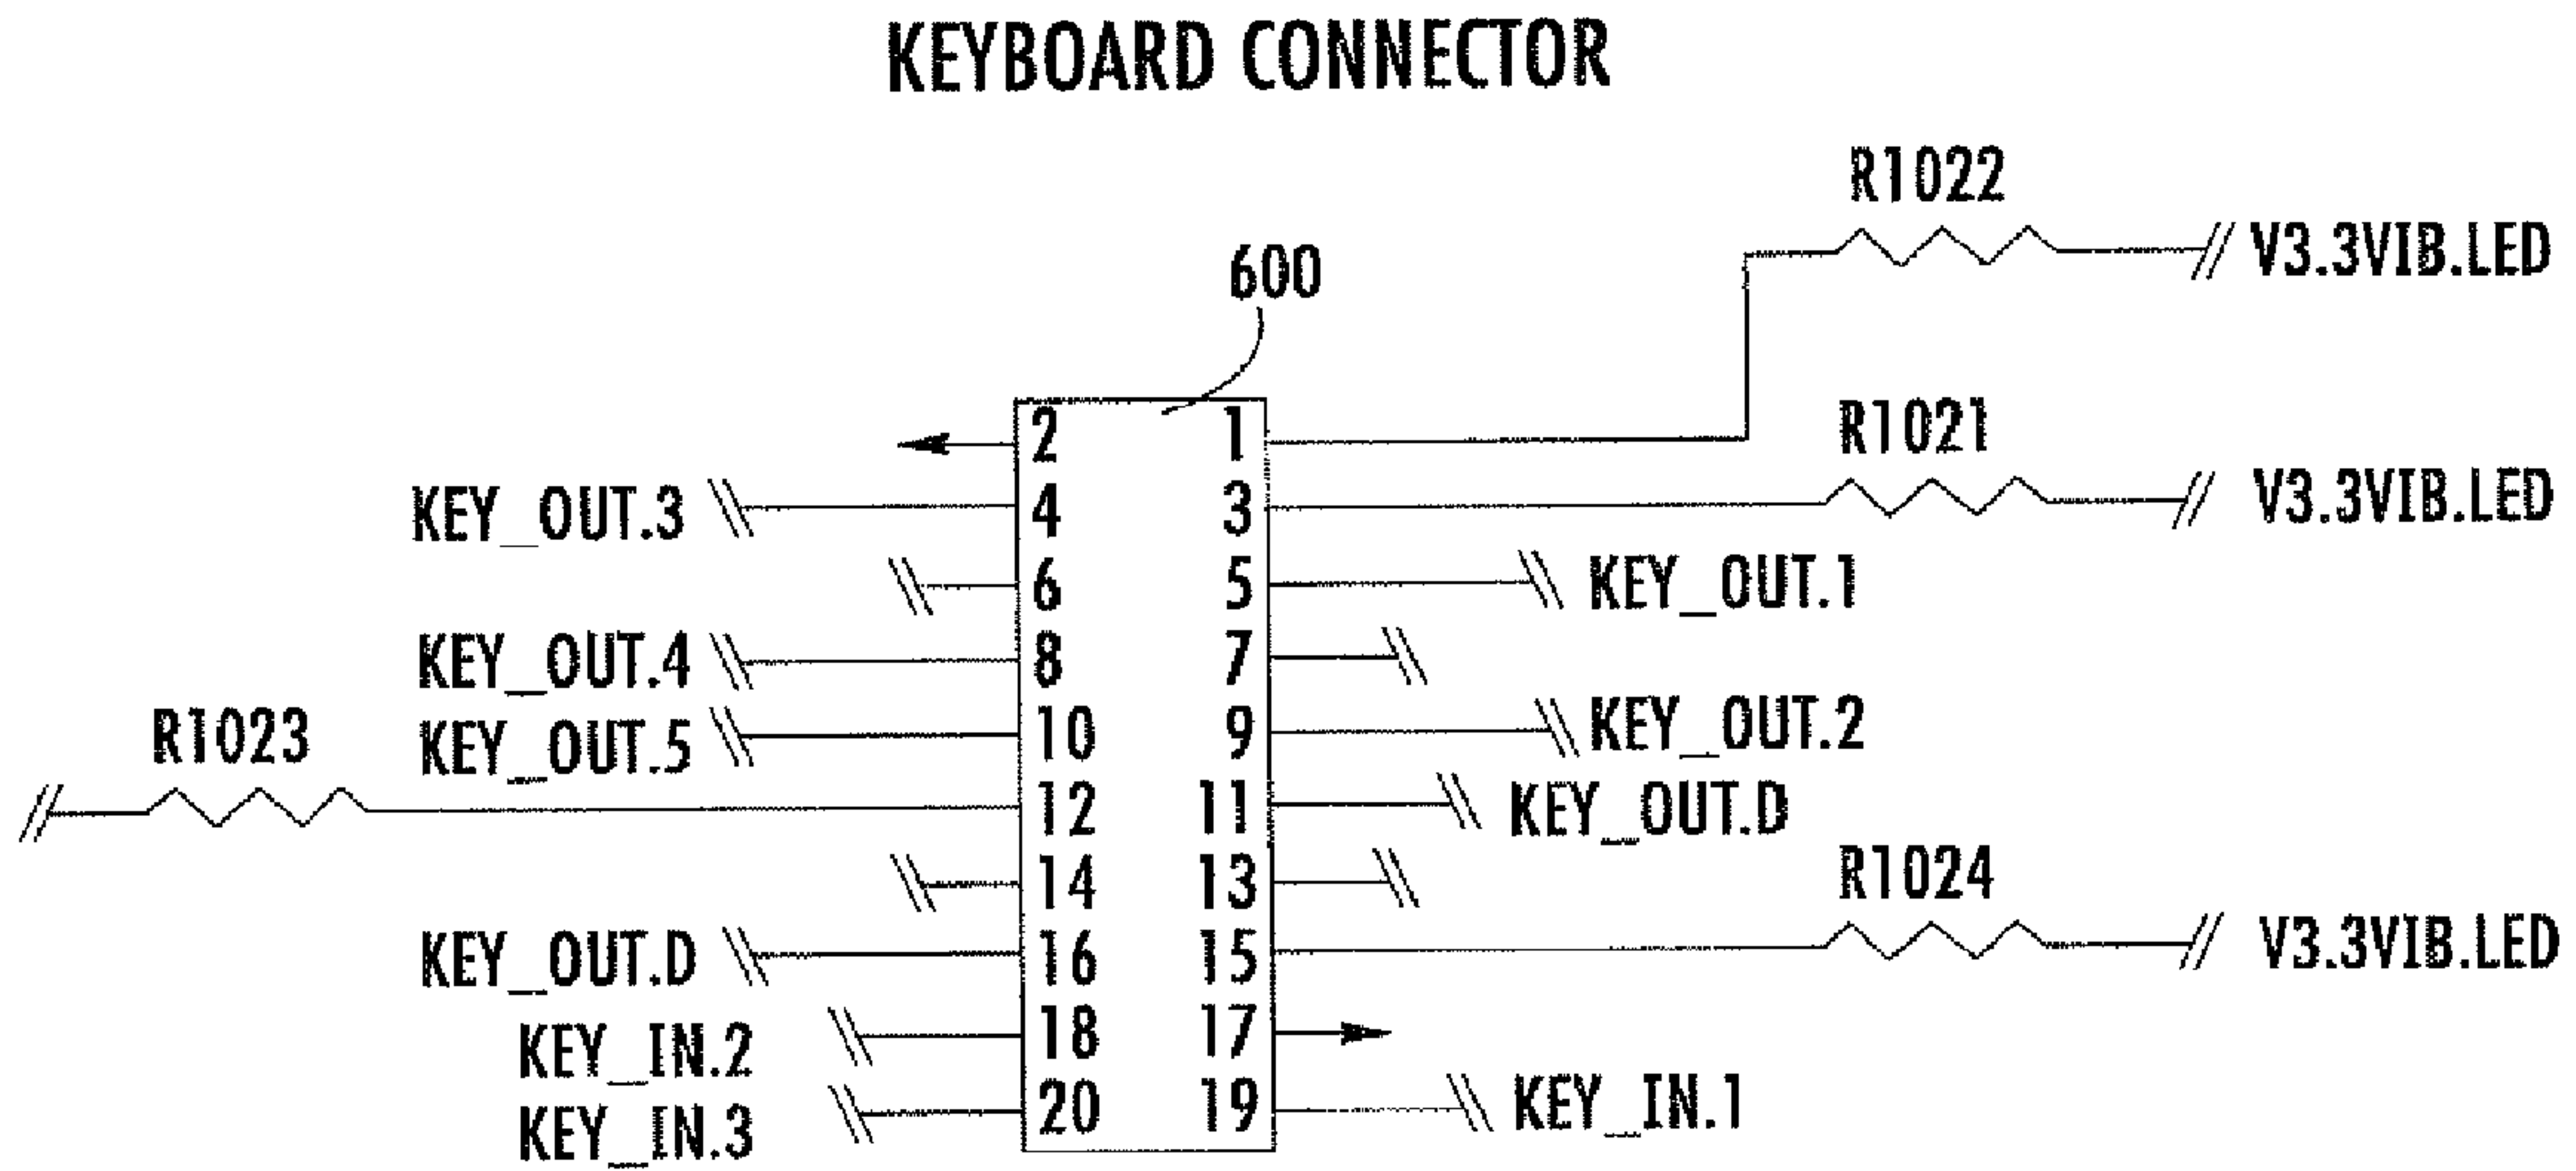 KEYBOARD CONNECTOR
R1022
V3.3VIB.LED
600
2 1
R1021
KEY_OUT.3 4 3 V3.3VIB.LED
6 5 KEY_OUT.1
KEY_OUT.4 8 7
R1023 KEY_OUT.5 10 9 KEY_OUT.2
12 11 KEY_OUT.D
14 13 R1024
KEY_OUT.D 16 15 V3.3VIB.LED
KEY_IN.2 18 17
KEY_IN.3 20 19 KEY_IN.1